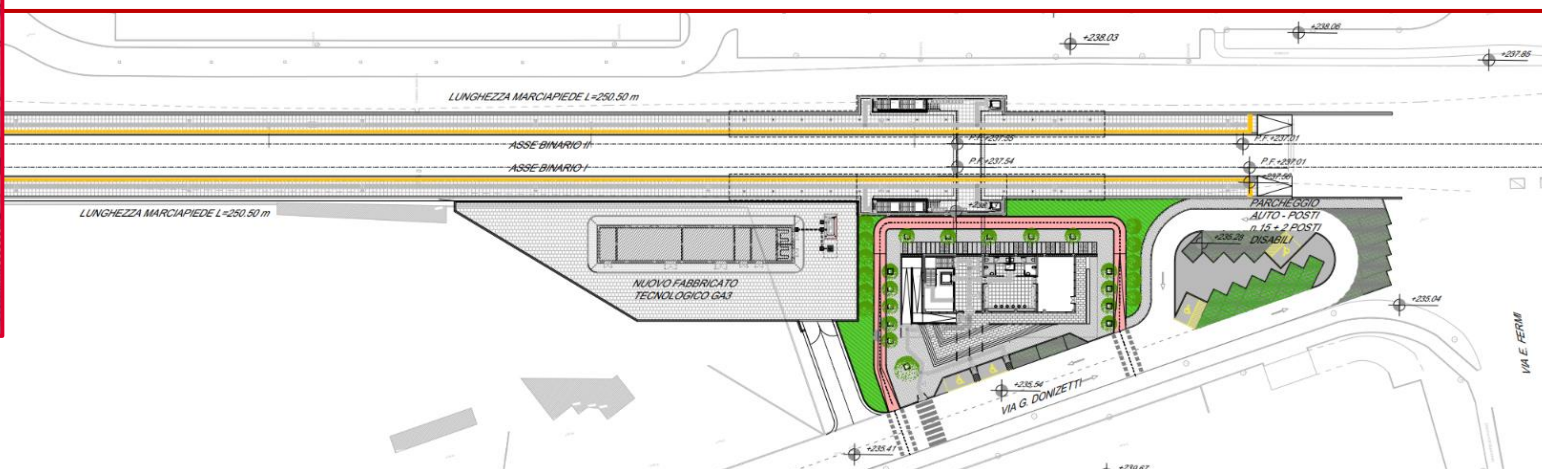 +238.06
+238.03
+237.85
LUNGHEZZA MARCIAPIEDE L=250.50 m
P.F.+237.55
P.F.+237.01
ASSE BINARIO II
ASSE BINARIO I
P.F.+237.54
P.F.+237.01
LUNGHEZZA MARCIAPIEDE L=250.50 m
PARCHEGGIO
AUTO - POSTI
n.15 + 2 POSTI
DISABILI
+235.28
NUOVO FABBRICATO
TECNOLOGICO GA3
+235.04
VIA E. FERMI
+235.54
VIA G. DONIZETTI
+235.41